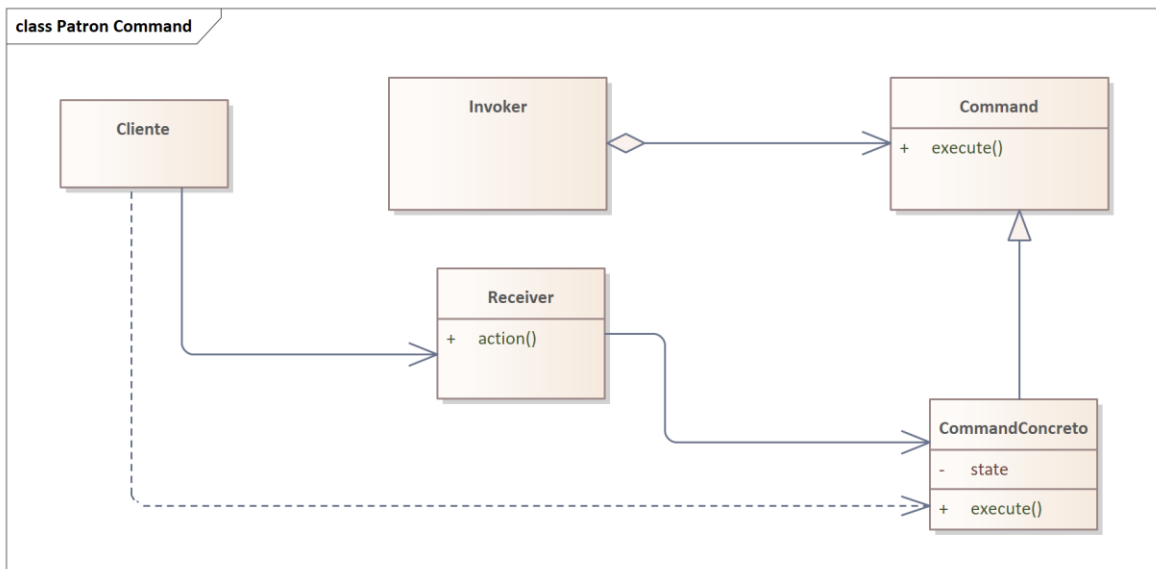 class Patron Command
Cliente
Invoker
Command
+ execute()
Receiver
+ action()
CommandConcreto
- state
+ execute()